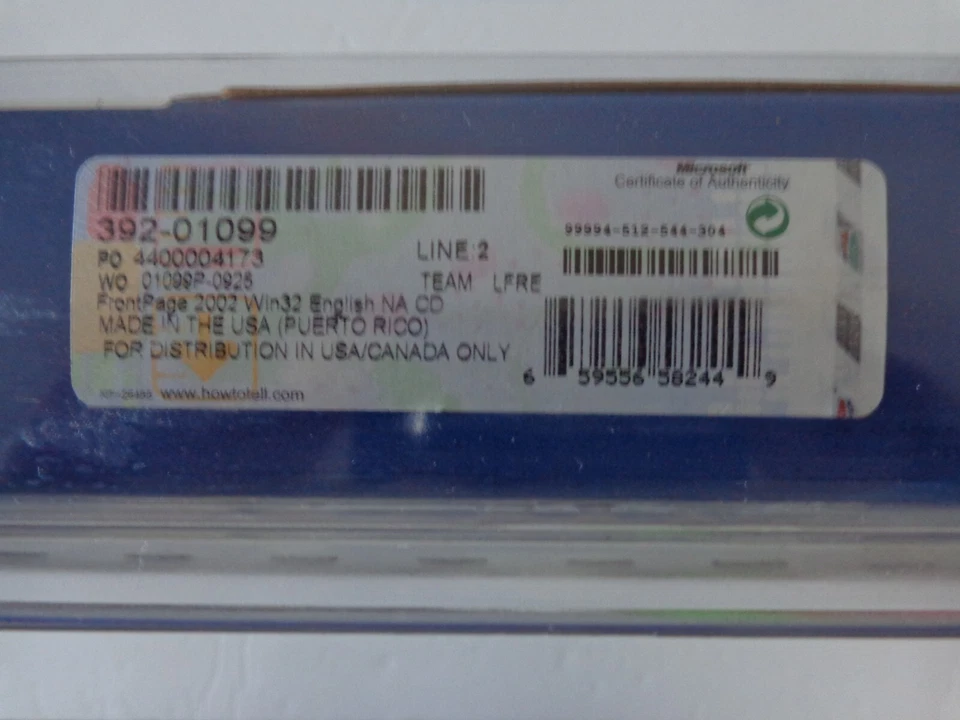 392-01099
PO 4400004173
WO 01099P-0925
LINE 2
TEAM LFRE
FrontPage 2002 Win32 English NA CD
MADE IN THE USA (PUERTO RICO)
FOR DISTRIBUTION IN USA/CANADA ONLY
www.howtotell.com
Microsoft
Certificate of Authenticity
99994-512-544-304
6 59556 58244 9